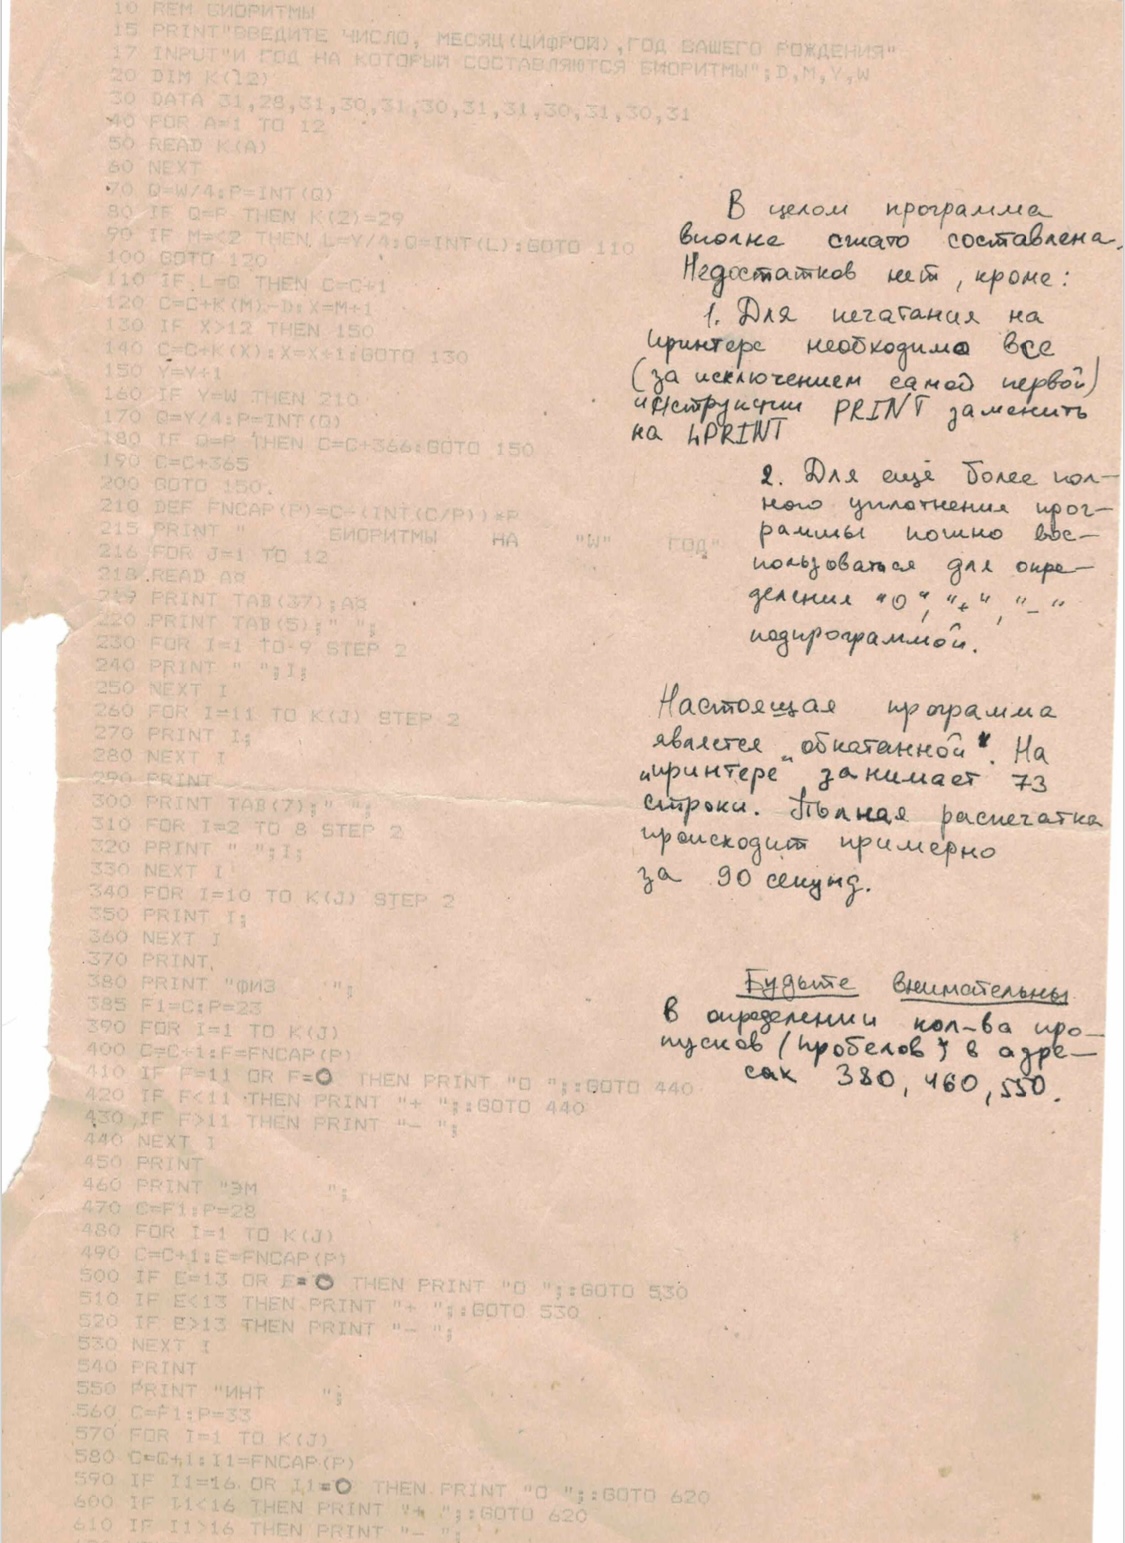 10 REM БИОРИТМЫ
15 PRINT"ВВЕДИТЕ ЧИСЛО, МЕСЯЦ(ЦИФРОЙ),ГОД ВАШЕГО РОЖДЕНИЯ"
17 INPUT"И ГОД НА КОТОРЫЙ СОСТАВЛЯЮТСЯ БИОРИТМЫ";D,M,Y,W
20 DIM K(12)
30 DATA 31,28,31,30,31,30,31,31,30,31,30,31
40 FOR A=1 TO 12
50 READ K(A)
60 NEXT
70 Q=W/4:P=INT(Q)
80 IF Q=P THEN K(2)=29
90 IF M=<2 THEN L=Y/4:Q=INT(L):GOTO 110
100 GOTO 120
110 IF L=Q THEN C=C+1
120 C=C+K(M)-D:X=M+1
130 IF X>12 THEN 150
140 C=C+K(X):X=X+1:GOTO 130
150 Y=Y+1
160 IF Y=W THEN 210
170 Q=Y/4:P=INT(Q)
180 IF Q=P THEN C=C+366:GOTO 150
190 C=C+365
200 GOTO 150
210 DEF FNCAP(P)=C-(INT(C/P))*P
215 PRINT " БИОРИТМЫ НА "W" ГОД"
216 FOR J=1 TO 12
218 READ A¤
219 PRINT TAB(37);A¤
220 PRINT TAB(5);" ";
230 FOR I=1 TO 9 STEP 2
240 PRINT " ";I;
250 NEXT I
260 FOR I=11 TO K(J) STEP 2
270 PRINT I;
280 NEXT I
290 PRINT
300 PRINT TAB(7);" ";
310 FOR I=2 TO 8 STEP 2
320 PRINT " ";I;
330 NEXT I
340 FOR I=10 TO K(J) STEP 2
350 PRINT I;
360 NEXT I
370 PRINT
380 PRINT "ФИЗ     ";
385 F1=C:P=23
390 FOR I=1 TO K(J)
400 C=C+1:F=FNCAP(P)
410 IF F=11 OR F=0 THEN PRINT "0 ";:GOTO 440
420 IF F<11 THEN PRINT "+ ";:GOTO 440
430 IF F>11 THEN PRINT "- ";
440 NEXT I
450 PRINT
460 PRINT "ЭМ      ";
470 C=F1:P=28
480 FOR I=1 TO K(J)
490 C=C+1:E=FNCAP(P)
500 IF E=13 OR E=0 THEN PRINT "0 ";:GOTO 530
510 IF E<13 THEN PRINT "+ ";:GOTO 530
520 IF E>13 THEN PRINT "- ";
530 NEXT I
540 PRINT
550 PRINT "ИНТ     ";
560 C=F1:P=33
570 FOR I=1 TO K(J)
580 C=C+1:I1=FNCAP(P)
590 IF I1=16 OR I1=0 THEN PRINT "0 ";:GOTO 620
600 IF I1<16 THEN PRINT "+ ";:GOTO 620
610 IF I1>16 THEN PRINT "- ";
В целом программа
вполне сжато составлена.
Недостатков нет, кроме:
1. Для печатания на
принтере необходимо все
(за исключением самой первой)
инструкции PRINT заменить
на LPRINT
2. Для ещё более пол-
ного уплотнения прог-
раммы можно вос-
пользоваться для опре-
деления "0", "+", "-"
подпрограммой.
Настоящая программа
является „обкатанной". На
„принтере" занимает 73
строки. Полная распечатка
происходит примерно
за 90 секунд.
Будьте внимательны
в определении кол-ва про-
пусков (пробелов) в адре-
сах 380, 460, 550.